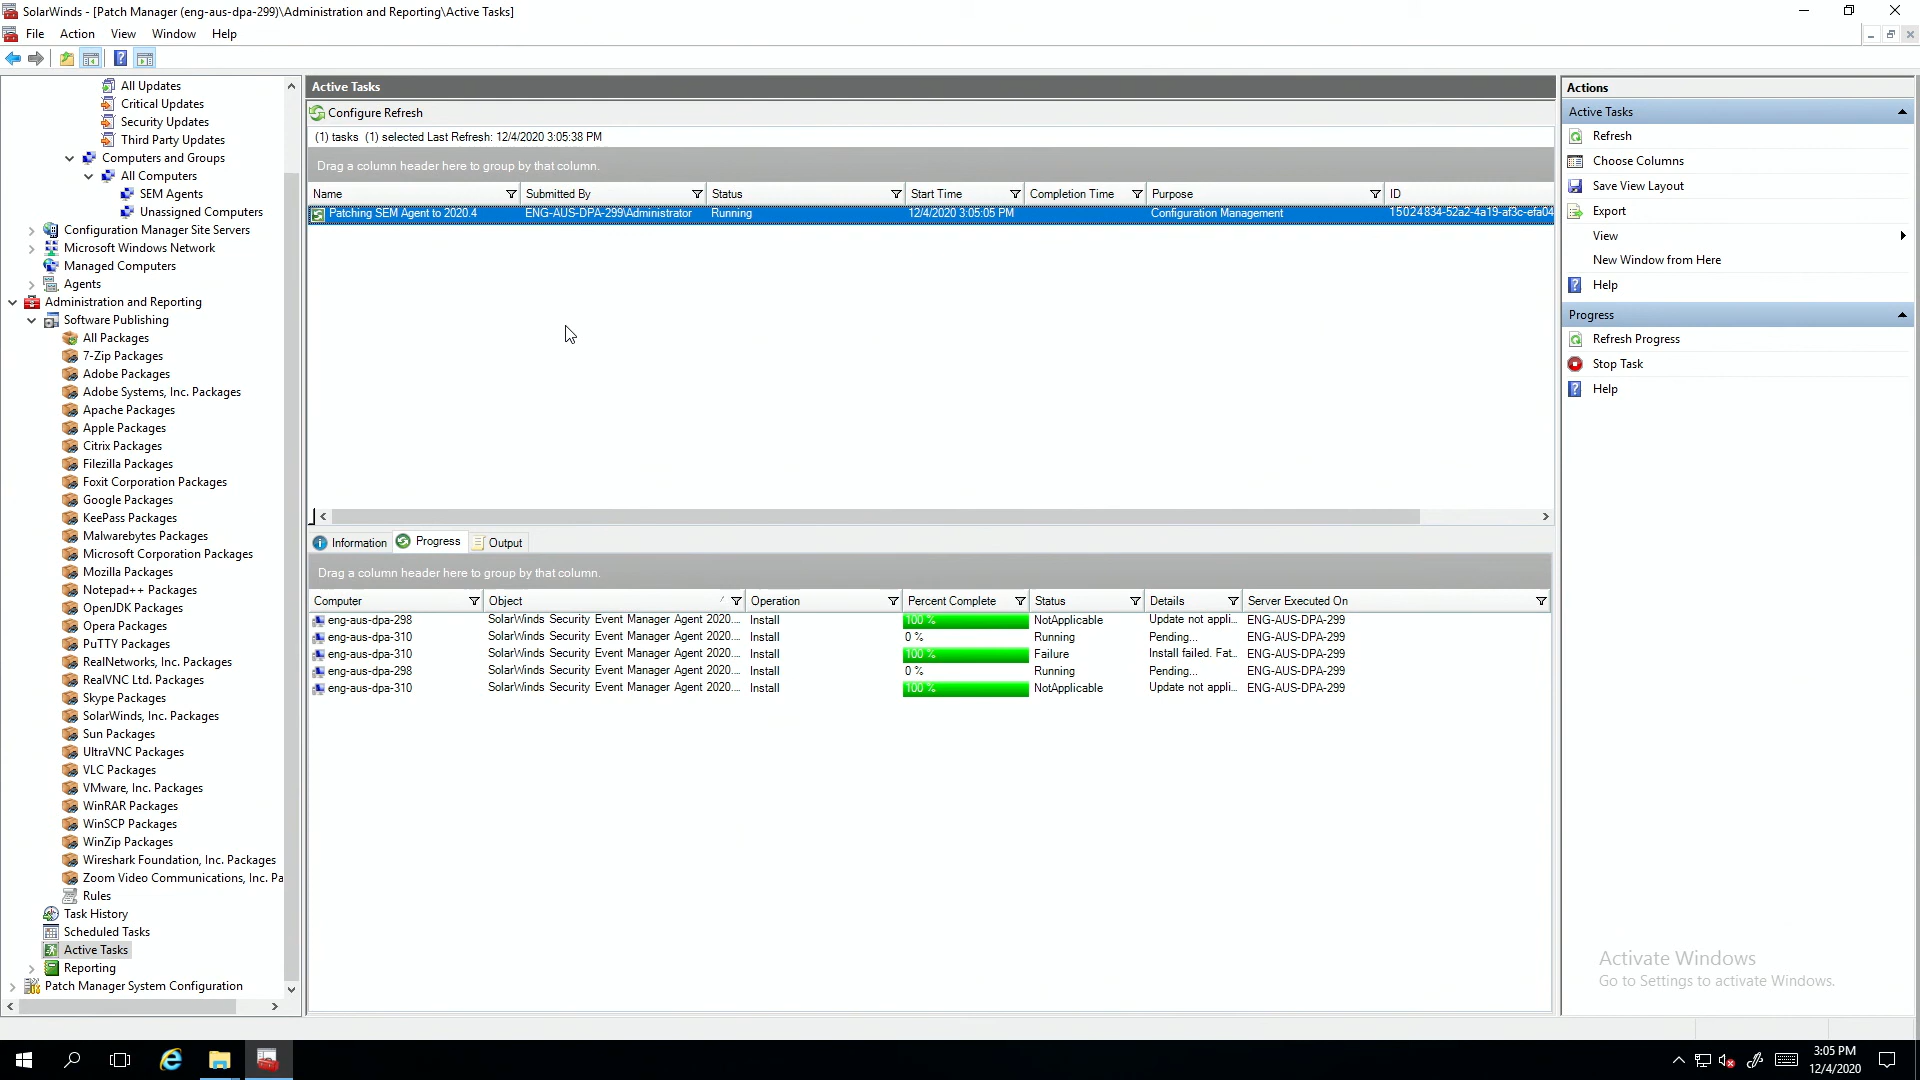 SolarWinds - [Patch Manager (eng-aus-dpa-299)\Administration and Reporting\Active Tasks]
File Action View Window Help
All Updates
Critical Updates
Security Updates
Third Party Updates
Computers and Groups
All Computers
SEM Agents
Unassigned Computers
Configuration Manager Site Servers
Microsoft Windows Network
Managed Computers
Agents
Administration and Reporting
Software Publishing
All Packages
7-Zip Packages
Adobe Packages
Adobe Systems, Inc. Packages
Apache Packages
Apple Packages
Citrix Packages
Filezilla Packages
Foxit Corporation Packages
Google Packages
KeePass Packages
Malwarebytes Packages
Microsoft Corporation Packages
Mozilla Packages
Notepad++ Packages
OpenJDK Packages
Opera Packages
PuTTY Packages
RealNetworks, Inc. Packages
RealVNC Ltd. Packages
Skype Packages
SolarWinds, Inc. Packages
Sun Packages
UltraVNC Packages
VLC Packages
VMware, Inc. Packages
WinRAR Packages
WinSCP Packages
WinZip Packages
Wireshark Foundation, Inc. Packages
Zoom Video Communications, Inc. Pa
Rules
Task History
Scheduled Tasks
Active Tasks
Reporting
Patch Manager System Configuration
Active Tasks
Configure Refresh
(1) tasks (1) selected Last Refresh: 12/4/2020 3:05:38 PM
Drag a column header here to group by that column.
Name Submitted By Status Start Time Completion Time Purpose ID
Patching SEM Agent to 2020.4 ENG-AUS-DPA-299\Administrator Running 12/4/2020 3:05:05 PM Configuration Management 15024834-52a2-4a19-af3c-efa04
Information Progress Output
Drag a column header here to group by that column.
Computer Object Operation Percent Complete Status Details Server Executed On
eng-aus-dpa-298 SolarWinds Security Event Manager Agent 2020.... Install 100 % NotApplicable Update not appli... ENG-AUS-DPA-299
eng-aus-dpa-310 SolarWinds Security Event Manager Agent 2020.... Install 0 % Running Pending... ENG-AUS-DPA-299
eng-aus-dpa-310 SolarWinds Security Event Manager Agent 2020.... Install 100 % Failure Install failed. Fat... ENG-AUS-DPA-299
eng-aus-dpa-298 SolarWinds Security Event Manager Agent 2020.... Install 0 % Running Pending... ENG-AUS-DPA-299
eng-aus-dpa-310 SolarWinds Security Event Manager Agent 2020.... Install 100 % NotApplicable Update not appli... ENG-AUS-DPA-299
Actions
Active Tasks
Refresh
Choose Columns
Save View Layout
Export
View
New Window from Here
Help
Progress
Refresh Progress
Stop Task
Help
Activate Windows
Go to Settings to activate Windows.
3:05 PM
12/4/2020